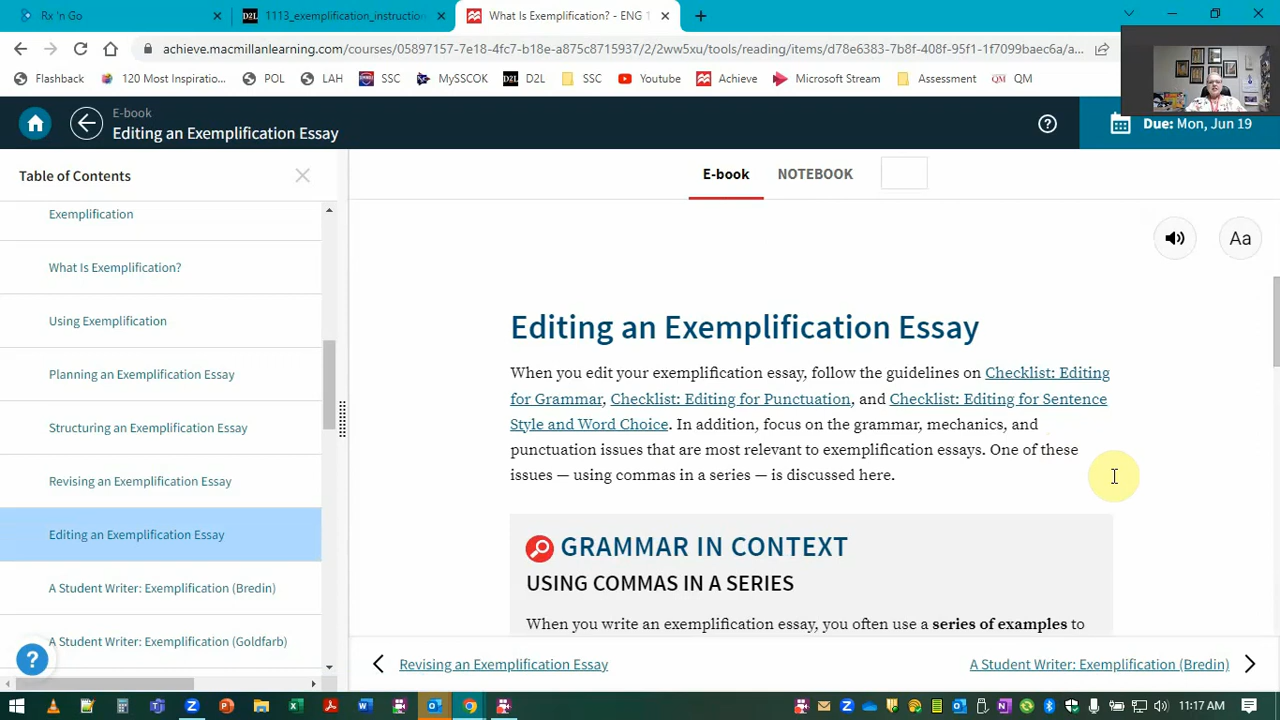 Rx 'n Go
D2L 1113_exemplification_instruction
What Is Exemplification? - ENG 1
achieve.macmillanlearning.com/courses/05897157-7e18-4fc7-b18e-a875c8715937/2/2ww5xu/tools/reading/items/d78e6383-7b8f-408f-95f1-1f7099baec6a/a...
Flashback 120 Most Inspiratio... POL LAH SSC MySSCOK D2L D2L SSC Youtube Achieve Microsoft Stream Assessment QM QM
E-book
Editing an Exemplification Essay
Due: Mon, Jun 19
Table of Contents
Exemplification
What Is Exemplification?
Using Exemplification
Planning an Exemplification Essay
Structuring an Exemplification Essay
Revising an Exemplification Essay
Editing an Exemplification Essay
A Student Writer: Exemplification (Bredin)
A Student Writer: Exemplification (Goldfarb)
?
E-book NOTEBOOK
Aa
Editing an Exemplification Essay
When you edit your exemplification essay, follow the guidelines on Checklist: Editing
for Grammar, Checklist: Editing for Punctuation, and Checklist: Editing for Sentence
Style and Word Choice. In addition, focus on the grammar, mechanics, and
punctuation issues that are most relevant to exemplification essays. One of these
issues — using commas in a series — is discussed here.
GRAMMAR IN CONTEXT
USING COMMAS IN A SERIES
When you write an exemplification essay, you often use a series of examples to
Revising an Exemplification Essay
A Student Writer: Exemplification (Bredin)
11:17 AM